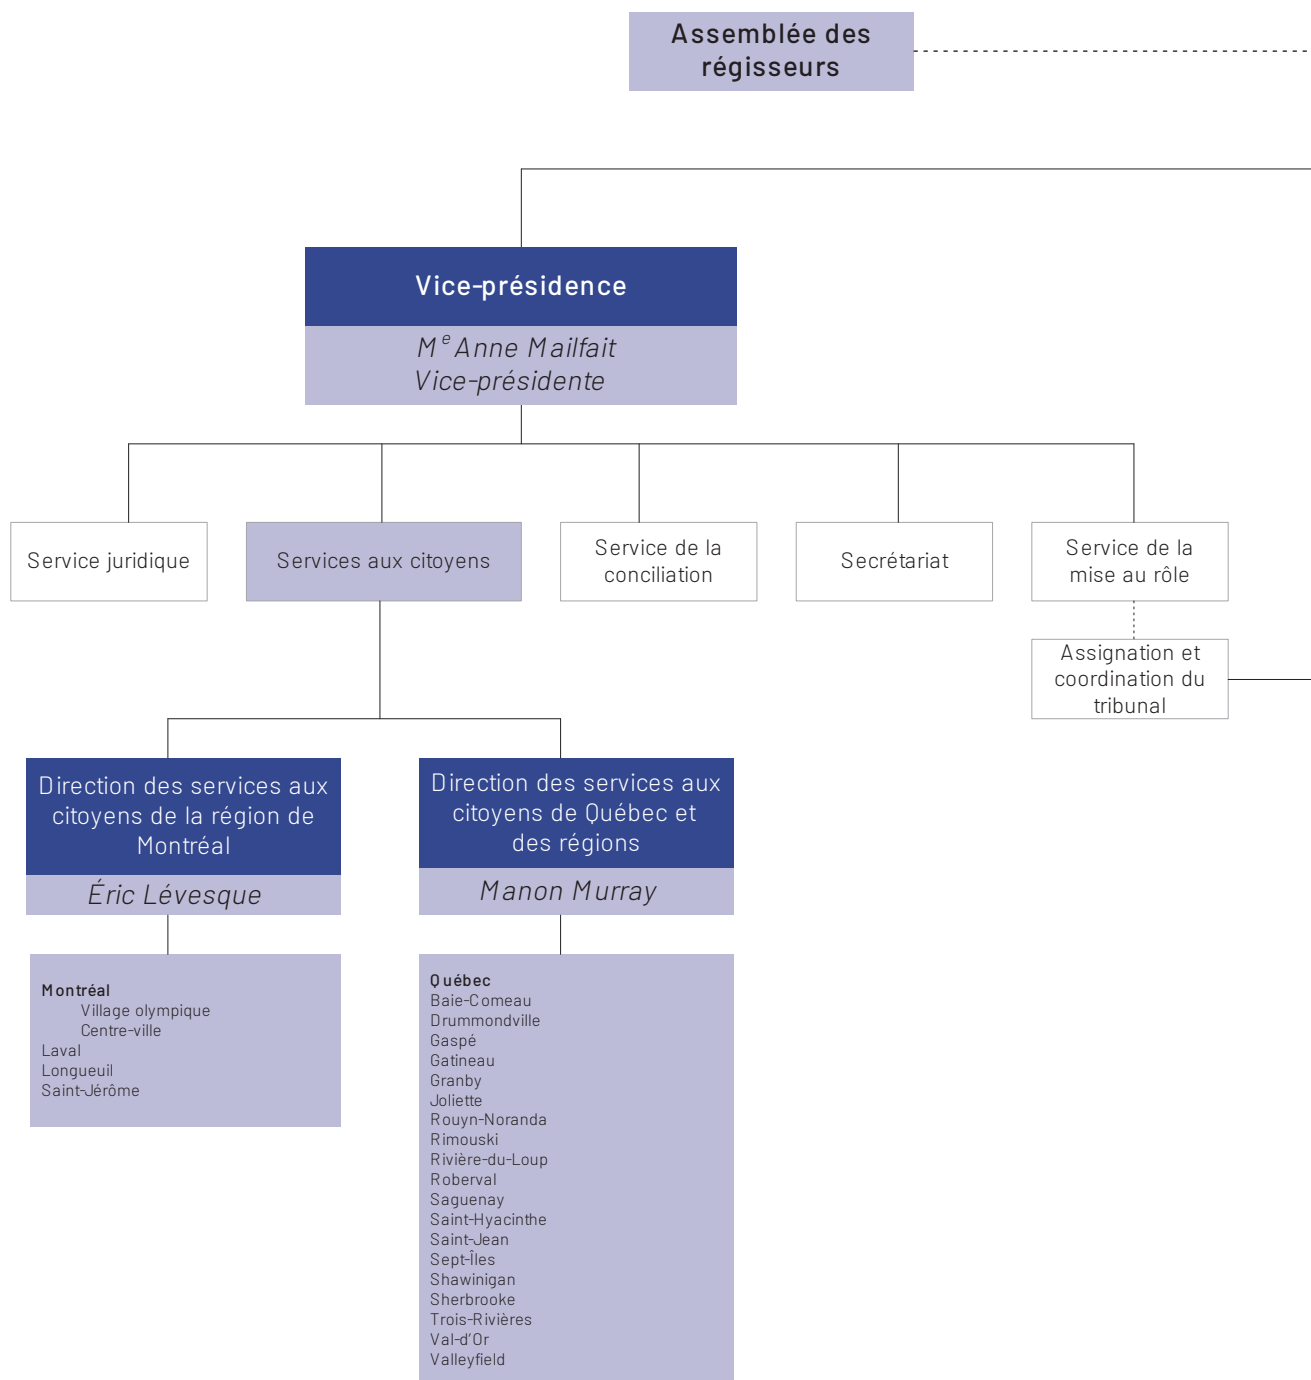 Assemblée des
régisseurs
Vice-présidence
Mᵉ Anne Mailfait
Vice-présidente
Service juridique
Services aux citoyens
Service de la
conciliation
Secrétariat
Service de la
mise au rôle
Assignation et
coordination du
tribunal
Direction des services aux
citoyens de la région de
Montréal
Éric Lévesque
Direction des services aux
citoyens de Québec et
des régions
Manon Murray
Montréal
Village olympique
Centre-ville
Laval
Longueuil
Saint-Jérôme
Québec
Baie-Comeau
Drummondville
Gaspé
Gatineau
Granby
Joliette
Rouyn-Noranda
Rimouski
Rivière-du-Loup
Roberval
Saguenay
Saint-Hyacinthe
Saint-Jean
Sept-Îles
Shawinigan
Sherbrooke
Trois-Rivières
Val-d'Or
Valleyfield